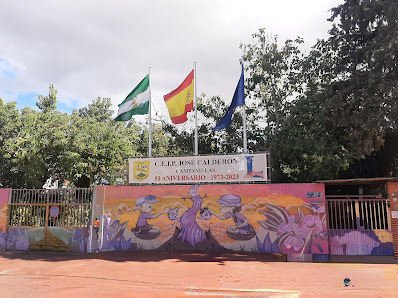 C.E.I.P. JOSÉ CALDERÓN
CAMPANILLAS
50 ANIVERSARIO - 1973-2023